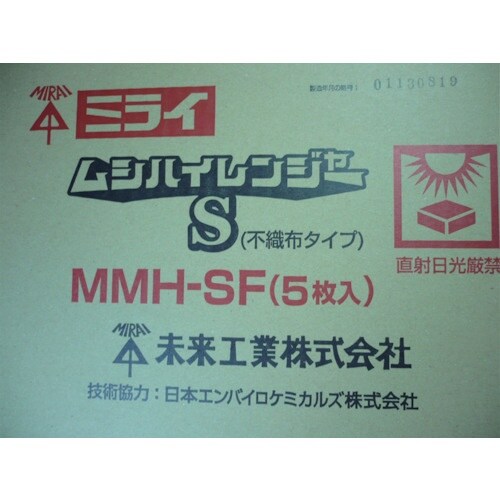 MIRAI ミライ
製造年月日略号: 01130819
ムシハイレンジャー
S (不織布タイプ)
直射日光厳禁
MMH-SF(5枚入)
MIRAI 未来工業株式会社
技術協力:日本エンバイロケミカルズ株式会社